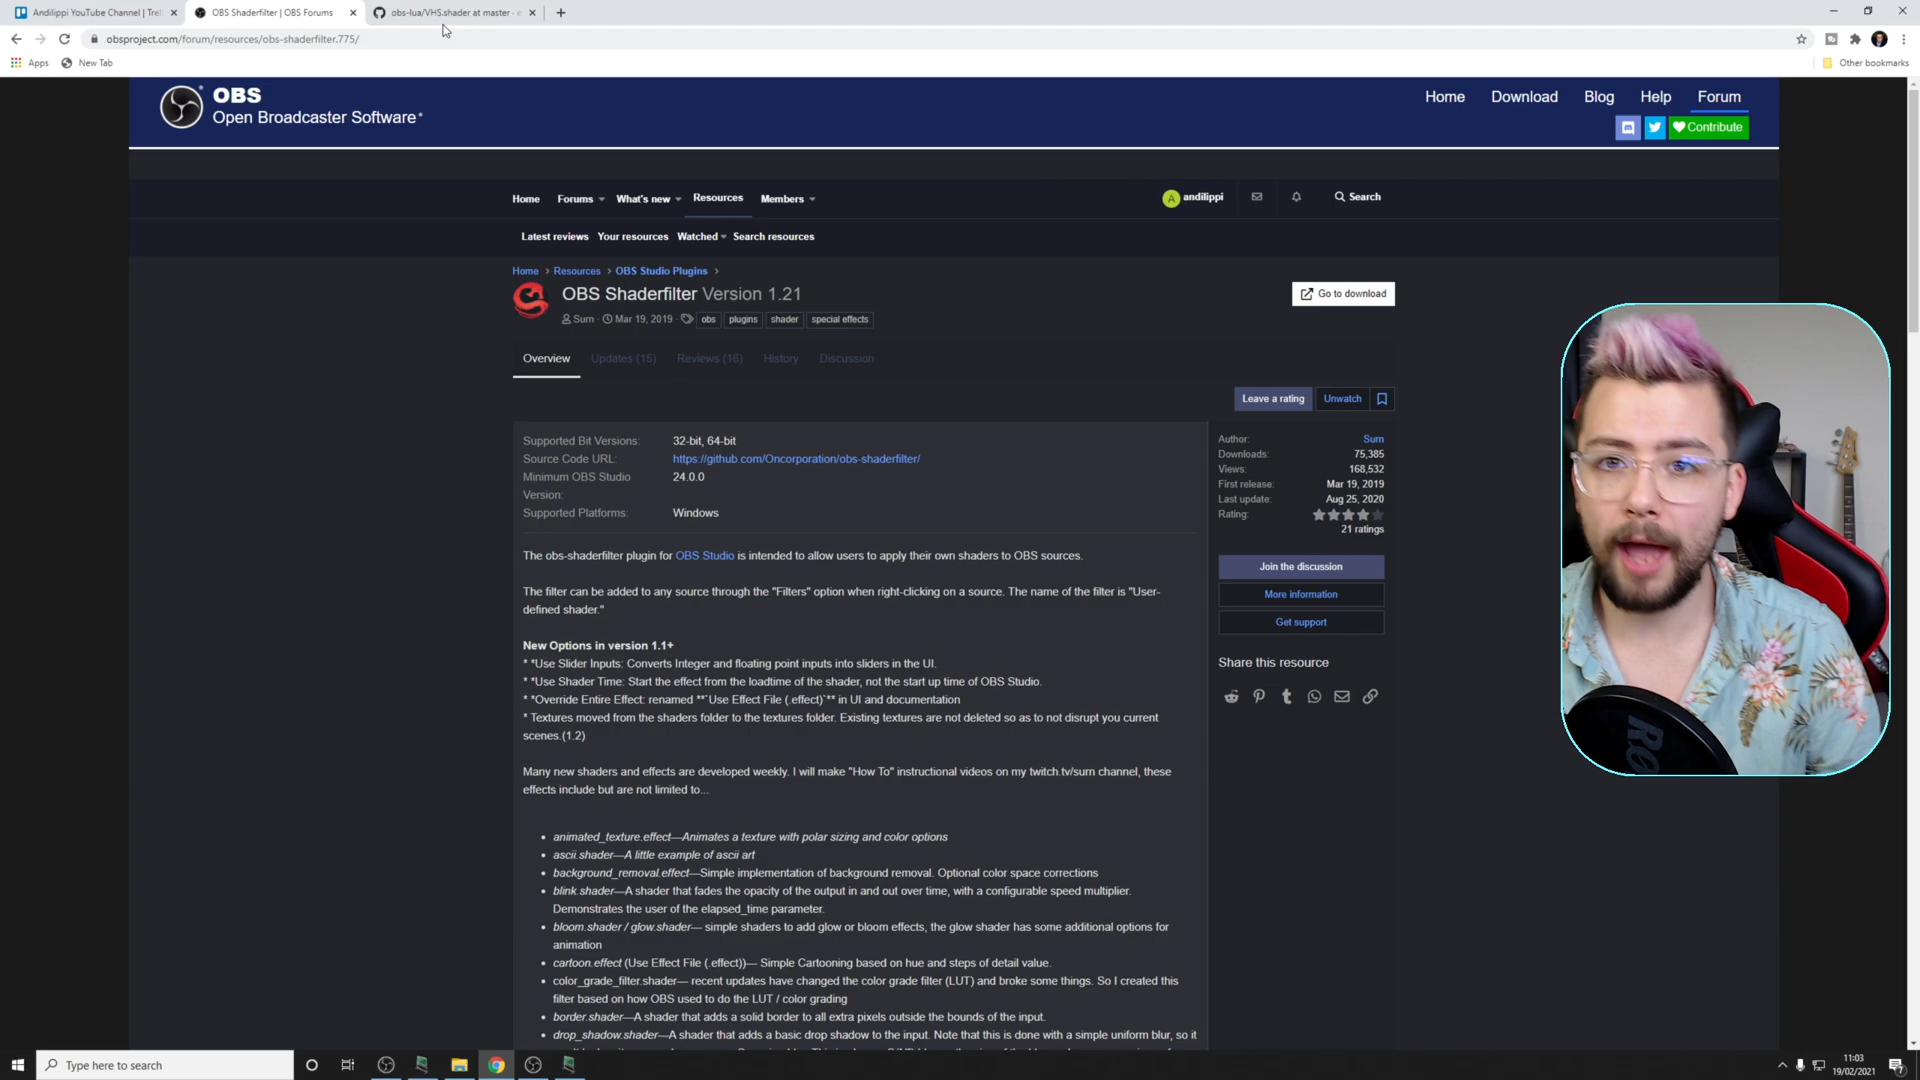 Andilippi YouTube Channel | Trel
OBS Shaderfilter | OBS Forums
obs-lua/VHS.shader at master ·
obsproject.com/forum/resources/obs-shaderfilter.775/
Apps
New Tab
Other bookmarks
OBS
Open Broadcaster Software
Home
Download
Blog
Help
Forum
Contribute
Home
Forums
What's new
Resources
Members
andilippi
Search
Latest reviews
Your resources
Watched
Search resources
Home > Resources > OBS Studio Plugins >
OBS Shaderfilter Version 1.21
Go to download
Surn
Mar 19, 2019
obs
plugins
shader
special effects
Overview
Updates (15)
Reviews (16)
History
Discussion
Leave a rating
Unwatch
Supported Bit Versions: 32-bit, 64-bit
Source Code URL: https://github.com/Oncorporation/obs-shaderfilter/
Minimum OBS Studio 24.0.0
Version:
Supported Platforms: Windows
The obs-shaderfilter plugin for OBS Studio is intended to allow users to apply their own shaders to OBS sources.
The filter can be added to any source through the "Filters" option when right-clicking on a source. The name of the filter is "User-
defined shader."
New Options in version 1.1+
* *Use Slider Inputs: Converts Integer and floating point inputs into sliders in the UI.
* *Use Shader Time: Start the effect from the loadtime of the shader, not the start up time of OBS Studio.
* *Override Entire Effect: renamed **`Use Effect File (.effect)`** in UI and documentation
* Textures moved from the shaders folder to the textures folder. Existing textures are not deleted so as to not disrupt you current
scenes.(1.2)
Many new shaders and effects are developed weekly. I will make "How To" instructional videos on my twitch.tv/surn channel, these
effects include but are not limited to...
• animated_texture.effect—Animates a texture with polar sizing and color options
• ascii.shader—A little example of ascii art
• background_removal.effect—Simple implementation of background removal. Optional color space corrections
• blink.shader—A shader that fades the opacity of the output in and out over time, with a configurable speed multiplier.
Demonstrates the user of the elapsed_time parameter.
• bloom.shader / glow.shader— simple shaders to add glow or bloom effects, the glow shader has some additional options for
animation
• cartoon.effect (Use Effect File (.effect))— Simple Cartooning based on hue and steps of detail value.
• color_grade_filter.shader— recent updates have changed the color grade filter (LUT) and broke some things. So I created this
filter based on how OBS used to do the LUT / color grading
• border.shader—A shader that adds a solid border to all extra pixels outside the bounds of the input.
• drop_shadow.shader—A shader that adds a basic drop shadow to the input. Note that this is done with a simple uniform blur, so it
Author: Surn
Downloads: 75,385
Views: 168,532
First release: Mar 19, 2019
Last update: Aug 25, 2020
Rating:
21 ratings
Join the discussion
More information
Get support
Share this resource
Type here to search
11:03
19/02/2021